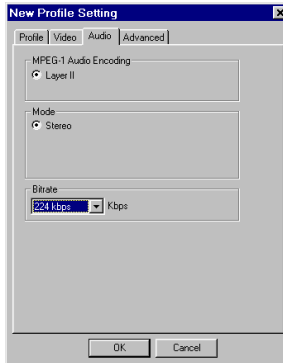 New Profile Setting
Profile Video Audio Advanced
MPEG-1 Audio Encoding
Layer II
Mode
Stereo
Bitrate
224 kbps Kbps
OK Cancel